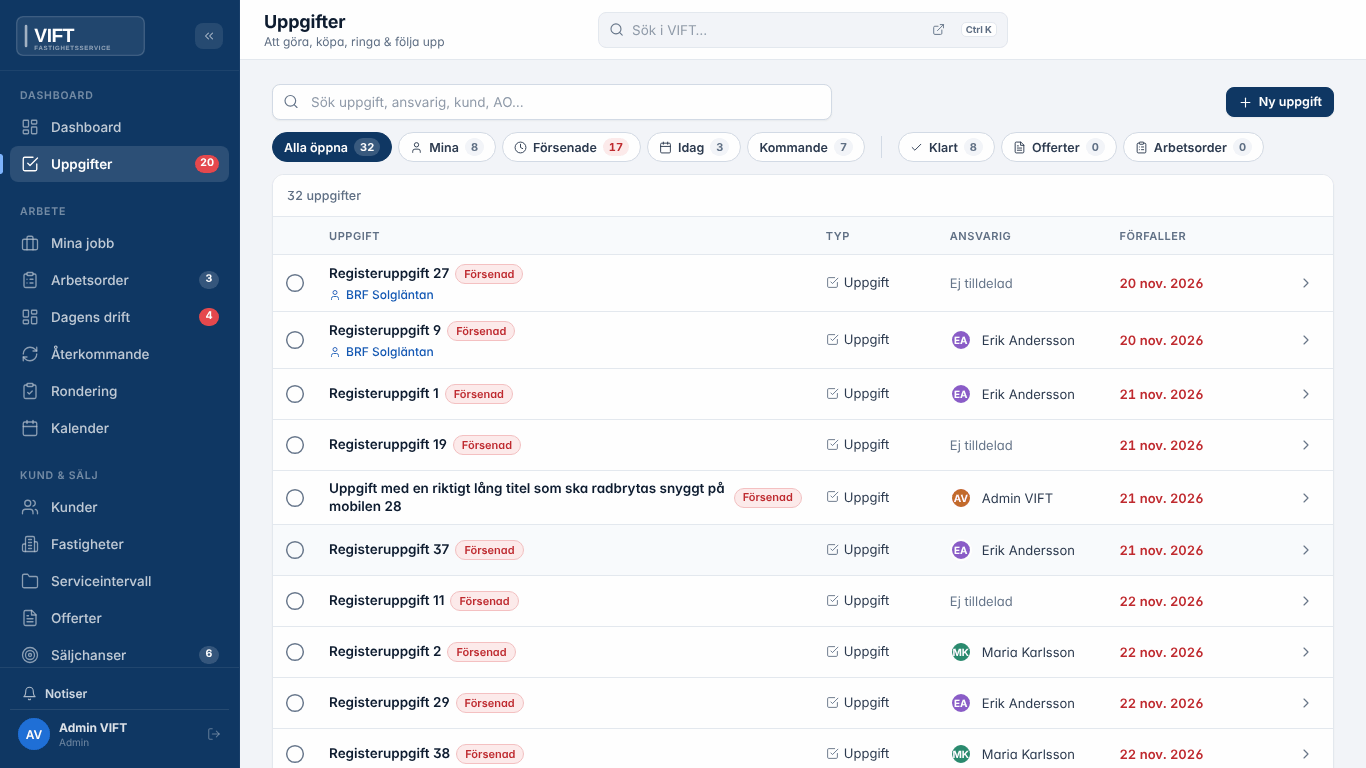 VIFT
FASTIGHETSSERVICE
DASHBOARD
Dashboard
Uppgifter 20
ARBETE
Mina jobb
Arbetsorder 3
Dagens drift 4
Återkommande
Rondering
Kalender
KUND & SÄLJ
Kunder
Fastigheter
Serviceintervall
Offerter
Säljchanser 6
Notiser
AV Admin VIFT
Admin
Uppgifter
Att göra, köpa, ringa & följa upp
Sök i VIFT... Ctrl K
Sök uppgift, ansvarig, kund, AO...
+ Ny uppgift
Alla öppna 32 Mina 8 Försenade 17 Idag 3 Kommande 7 Klart 8 Offerter 0 Arbetsorder 0
32 uppgifter
UPPGIFT TYP ANSVARIG FÖRFALLER
Registeruppgift 27 Försenad Uppgift Ej tilldelad 20 nov. 2026
BRF Solgläntan
Registeruppgift 9 Försenad Uppgift EA Erik Andersson 20 nov. 2026
BRF Solgläntan
Registeruppgift 1 Försenad Uppgift EA Erik Andersson 21 nov. 2026
Registeruppgift 19 Försenad Uppgift Ej tilldelad 21 nov. 2026
Uppgift med en riktigt lång titel som ska radbrytas snyggt på
mobilen 28 Försenad Uppgift AV Admin VIFT 21 nov. 2026
Registeruppgift 37 Försenad Uppgift EA Erik Andersson 21 nov. 2026
Registeruppgift 11 Försenad Uppgift Ej tilldelad 22 nov. 2026
Registeruppgift 2 Försenad Uppgift MK Maria Karlsson 22 nov. 2026
Registeruppgift 29 Försenad Uppgift EA Erik Andersson 22 nov. 2026
Registeruppgift 38 Försenad Uppgift MK Maria Karlsson 22 nov. 2026